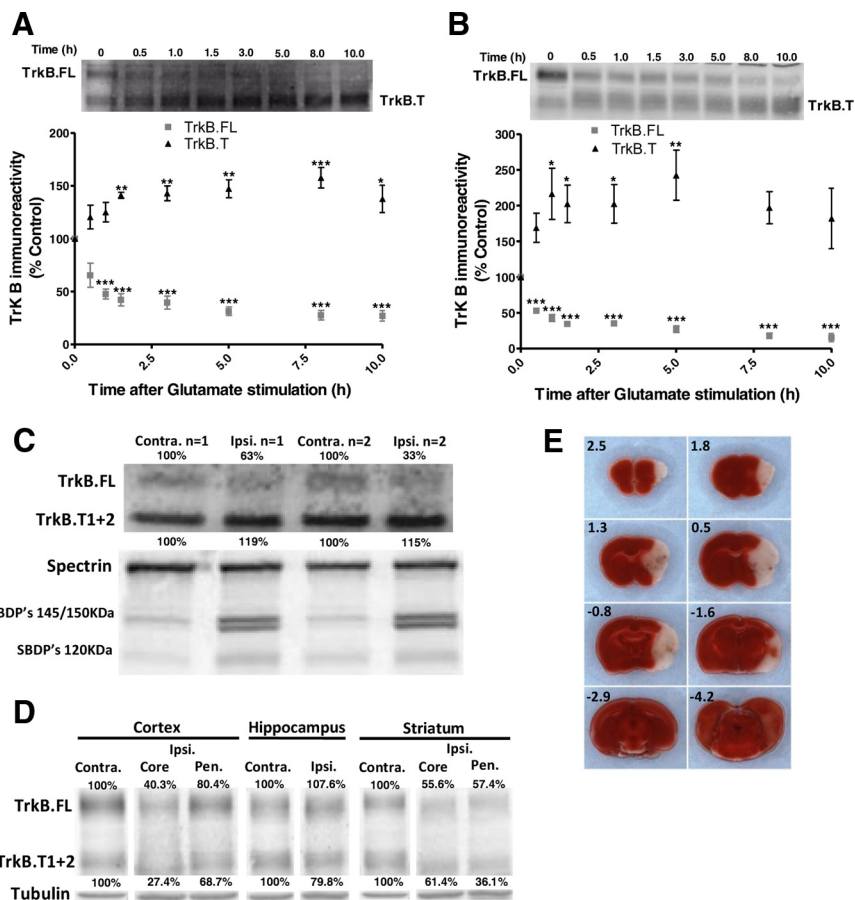 A
Time (h) 0 0.5 1.0 1.5 3.0 5.0 8.0 10.0
TrkB.FL
TrkB.T
TrkB.FL
TrkB.T
200
150
100
50
0
** ** ** *** *
*** *** *** *** *** ***
0.0 2.5 5.0 7.5 10.0
TrK B immunoreactivity
(% Control)
Time after Glutamate stimulation (h)
B
Time (h) 0 0.5 1.0 1.5 3.0 5.0 8.0 10.0
TrkB.FL
TrkB.T
TrkB.FL
TrkB.T
300
250
200
150
100
50
0
* * * **
*** *** *** *** *** *** ***
0.0 2.5 5.0 7.5 10.0
TrK B immunoreactivity
(% Control)
Time after Glutamate stimulation (h)
C
Contra. n=1 Ipsi. n=1 Contra. n=2 Ipsi. n=2
100% 63% 100% 33%
TrkB.FL
TrkB.T1+2
100% 119% 100% 115%
Spectrin
BDP's 145/150KDa
SBDP's 120KDa
D
Cortex Hippocampus Striatum
Ipsi. Ipsi.
Contra. Core Pen. Contra. Ipsi. Contra. Core Pen.
100% 40.3% 80.4% 100% 107.6% 100% 55.6% 57.4%
TrkB.FL
TrkB.T1+2
100% 27.4% 68.7% 100% 79.8% 100% 61.4% 36.1%
Tubulin
E
2.5 1.8
1.3 0.5
-0.8 -1.6
-2.9 -4.2